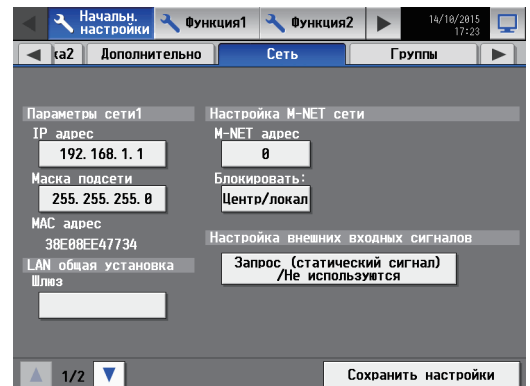 Начальн.
настройки
Функция1
Функция2
14/10/2015
17:23
ка2
Дополнительно
Сеть
Группы
Параметры сети1
Настройка M-NET сети
IP адрес
M-NET адрес
192.168.1.1
0
Маска подсети
Блокировать:
255.255.255.0
Центр/локал
MAC адрес
38E08EE47734
Настройка внешних входных сигналов
LAN общая установка
Запрос (статический сигнал)
/Не используются
Шлюз
1/2
Сохранить настройки